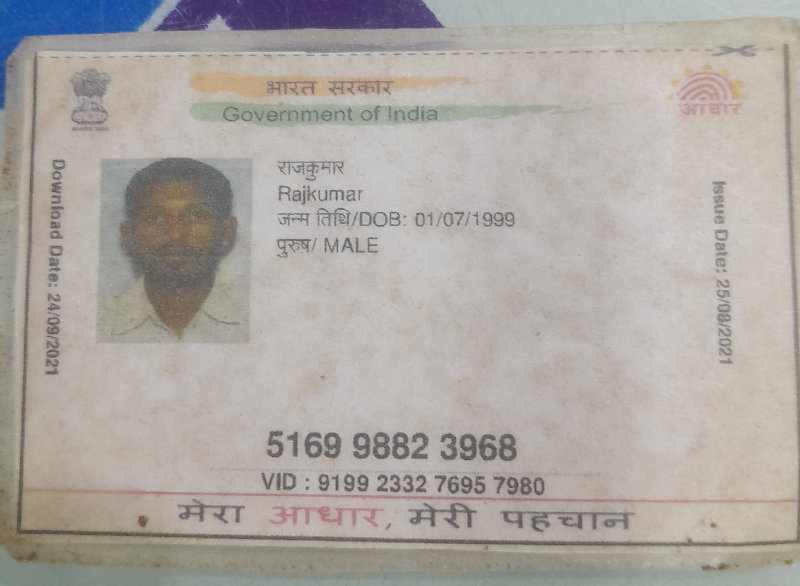 भारत सरकार
Government of India
आधार
राजकुमार
Rajkumar
जन्म तिथि/DOB: 01/07/1999
पुरुष/ MALE
Download Date: 24/09/2021
Issue Date: 25/08/2021
5169 9882 3968
VID : 9199 2332 7695 7980
मेरा आधार, मेरी पहचान